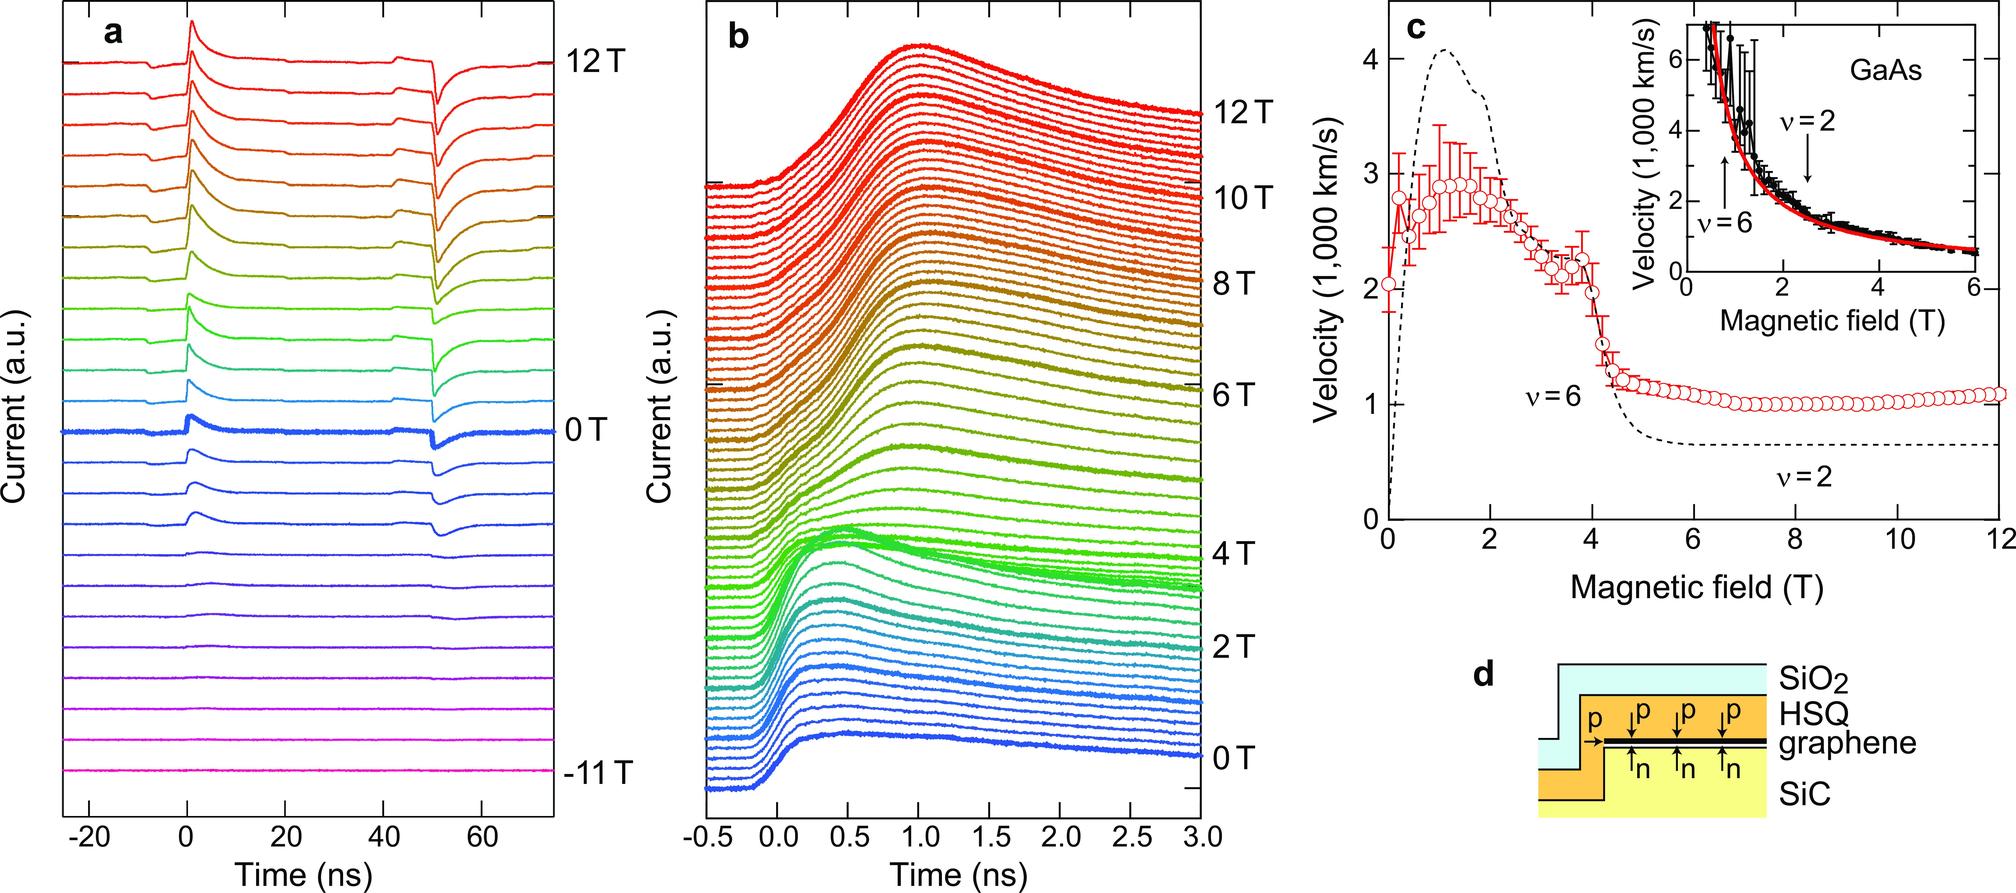 a
12 T
0 T
-11 T
Current (a.u.)
-20 0 20 40 60
Time (ns)
b
12 T
10 T
8 T
6 T
4 T
2 T
0 T
Current (a.u.)
-0.5 0.0 0.5 1.0 1.5 2.0 2.5 3.0
Time (ns)
c
4
3
2
1
0
Velocity (1,000 km/s)
ν = 6
ν = 2
0 2 4 6 8 10 12
Magnetic field (T)
GaAs
6
4
2
0
Velocity (1,000 km/s)
ν = 2
ν = 6
0 2 4 6
Magnetic field (T)
d
SiO2
HSQ
graphene
SiC
p p p p
n n n